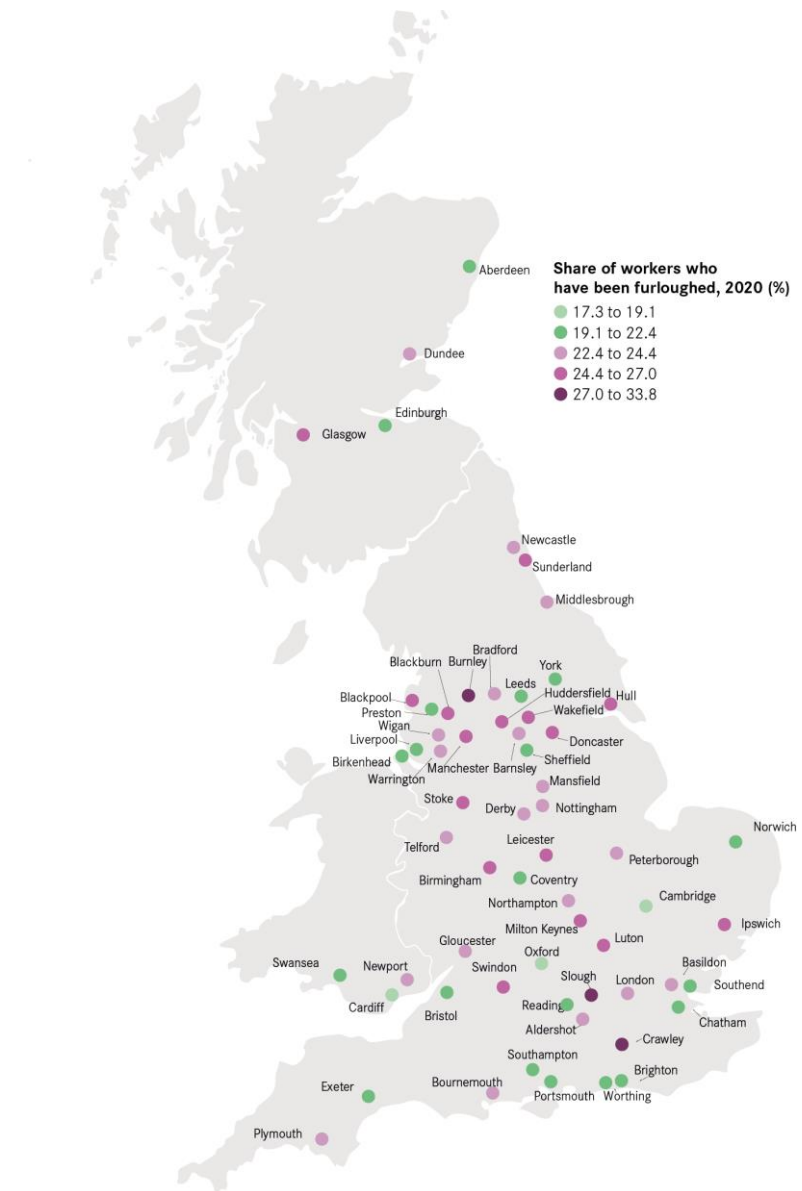 Aberdeen
Share of workers who
have been furloughed, 2020 (%)
17.3 to 19.1
19.1 to 22.4
22.4 to 24.4
24.4 to 27.0
27.0 to 33.8
Dundee
Edinburgh
Glasgow
Newcastle
Sunderland
Middlesbrough
Bradford
Blackburn
Burnley
York
Leeds
Huddersfield
Hull
Blackpool
Preston
Wakefield
Wigan
Liverpool
Doncaster
Birkenhead
Manchester
Barnsley
Sheffield
Warrington
Mansfield
Stoke
Derby
Nottingham
Norwich
Telford
Leicester
Peterborough
Birmingham
Coventry
Cambridge
Northampton
Milton Keynes
Ipswich
Luton
Gloucester
Oxford
Basildon
Swansea
Newport
Swindon
Slough
London
Southend
Cardiff
Bristol
Reading
Chatham
Aldershot
Crawley
Southampton
Brighton
Exeter
Bournemouth
Portsmouth
Worthing
Plymouth